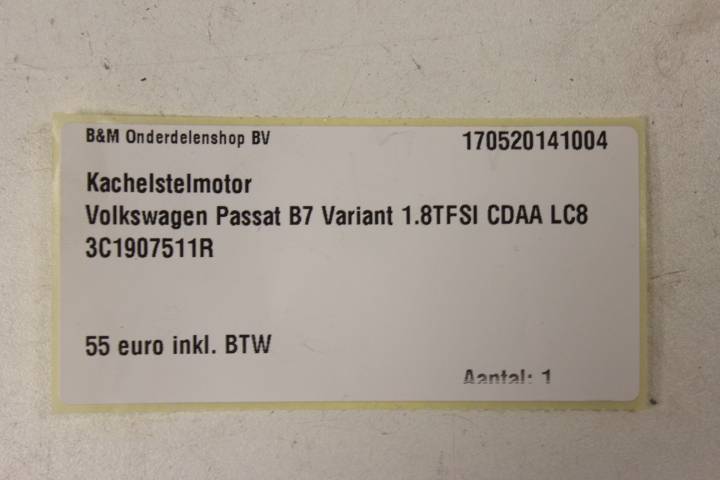 B&M Onderdelenshop BV 170520141004
Kachelstelmotor
Volkswagen Passat B7 Variant 1.8TFSI CDAA LC8
3C1907511R
55 euro inkl. BTW
Aantal: 1